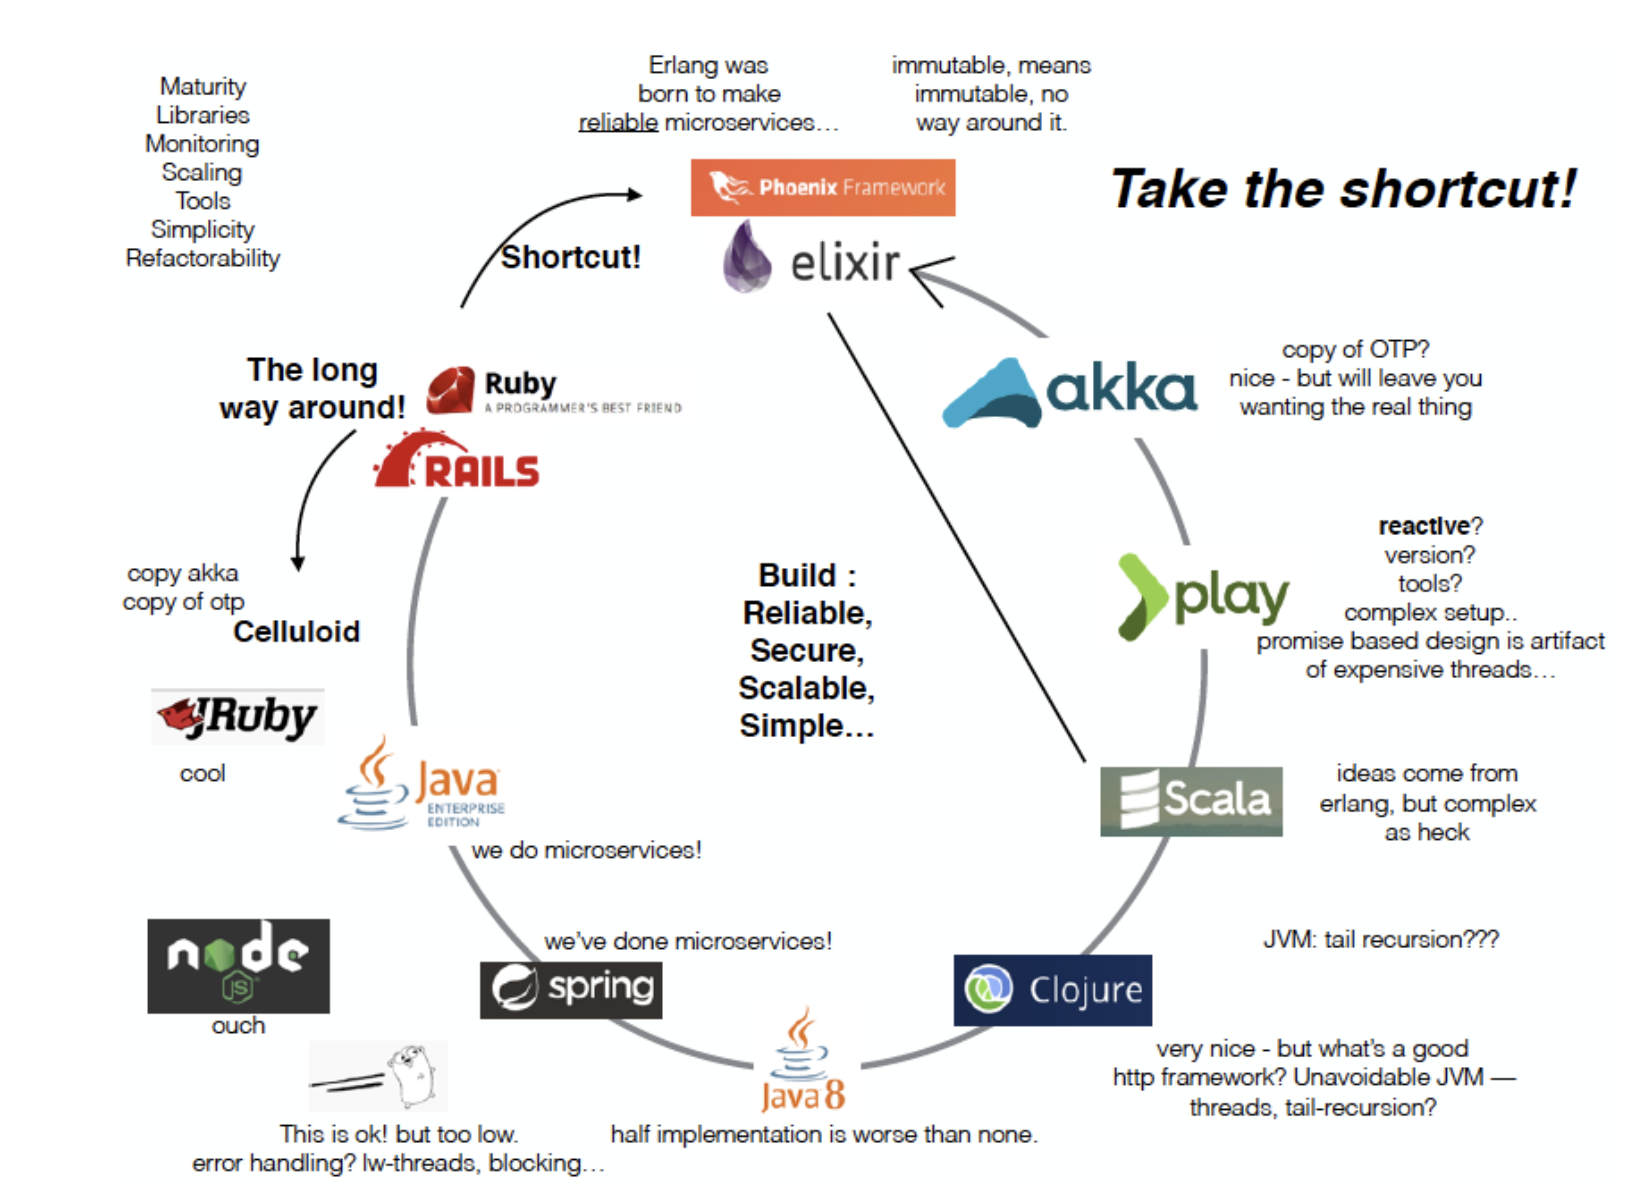 Maturity
Libraries
Monitoring
Scaling
Tools
Simplicity
Refactorability
Erlang was
born to make
reliable microservices…
immutable, means
immutable, no
way around it.
Phoenix Framework
elixir
Take the shortcut!
Shortcut!
The long
way around!
Ruby
A PROGRAMMER'S BEST FRIEND
RAILS
akka
copy of OTP?
nice - but will leave you
wanting the real thing
copy akka
copy of otp
Celluloid
Build :
Reliable,
Secure,
Scalable,
Simple…
play
reactIve?
version?
tools?
complex setup..
promise based design is artifact
of expensive threads…
JRuby
cool
Java
ENTERPRISE
EDITION
we do microservices!
Scala
ideas come from
erlang, but complex
as heck
node
JS
ouch
we've done microservices!
spring
Clojure
JVM: tail recursion???
very nice - but what's a good
http framework? Unavoidable JVM —
threads, tail-recursion?
Java 8
half implementation is worse than none.
This is ok! but too low.
error handling? lw-threads, blocking…